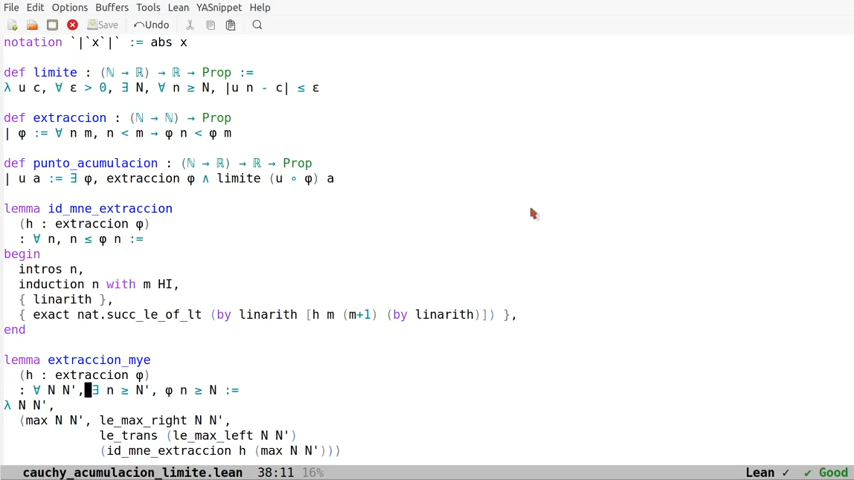 File Edit Options Buffers Tools Lean YASnippet Help
Save Undo
notation `|`x`|` := abs x
def limite : (ℕ → ℝ) → ℝ → Prop :=
λ u c, ∀ ε > 0, ∃ N, ∀ n ≥ N, |u n - c| ≤ ε
def extraccion : (ℕ → ℕ) → Prop
| φ := ∀ n m, n < m → φ n < φ m
def punto_acumulacion : (ℕ → ℝ) → ℝ → Prop
| u a := ∃ φ, extraccion φ ∧ limite (u ∘ φ) a
lemma id_mne_extraccion
(h : extraccion φ)
: ∀ n, n ≤ φ n :=
begin
intros n,
induction n with m HI,
{ linarith },
{ exact nat.succ_le_of_lt (by linarith [h m (m+1) (by linarith)]) },
end
lemma extraccion_mye
(h : extraccion φ)
: ∀ N N', ∃ n ≥ N', φ n ≥ N :=
λ N N',
⟨max N N', le_max_right N N',
le_trans (le_max_left N N')
(id_mne_extraccion h (max N N'))⟩
cauchy_acumulacion_limite.lean 38:11 16% Lean ✓ ✔ Good